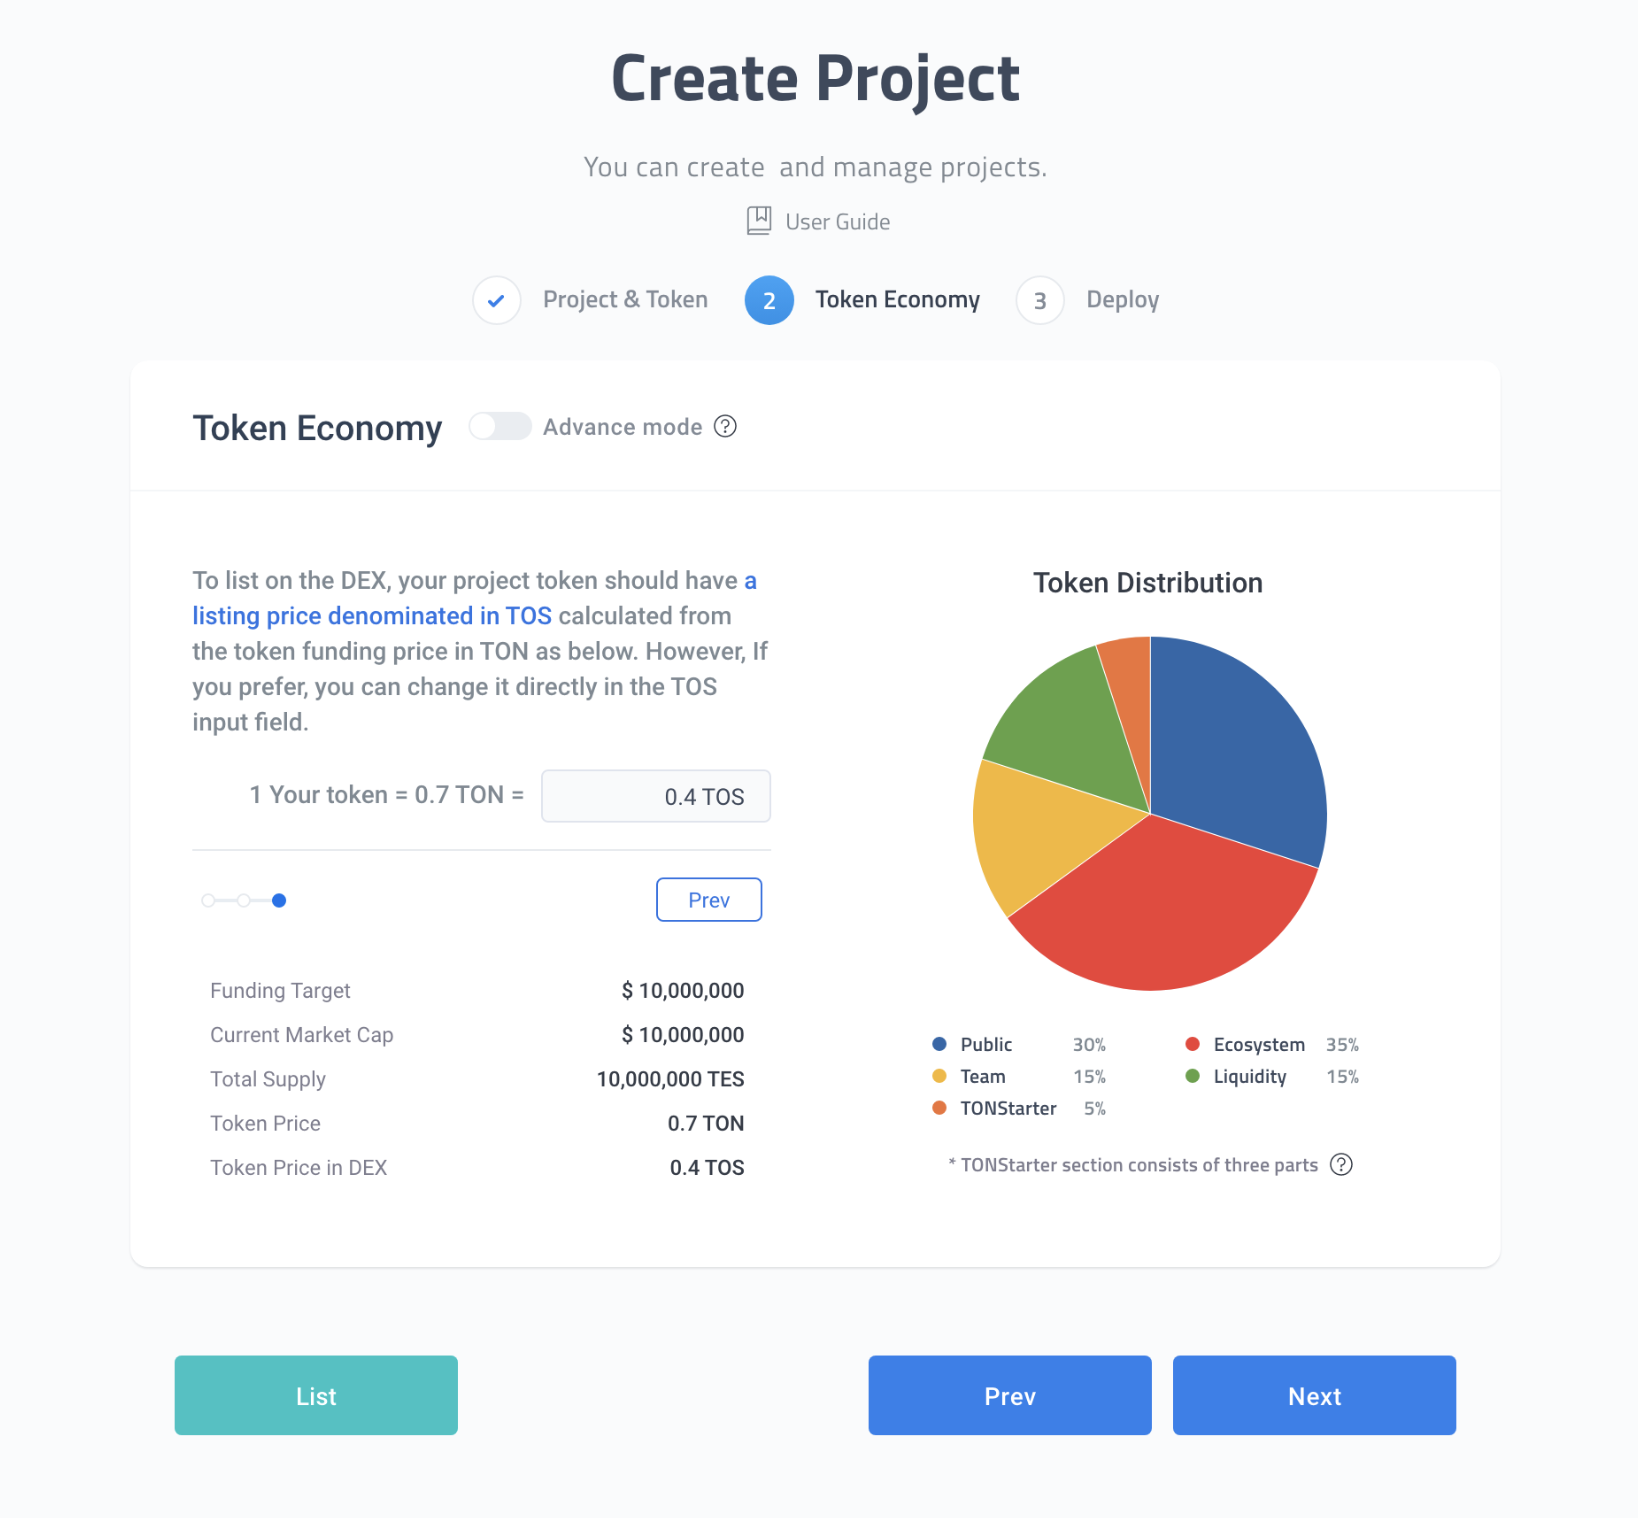 Create Project
You can create  and manage projects.
User Guide
Project & Token
2
Token Economy
3
Deploy
Token Economy
Advance mode ?
To list on the DEX, your project token should have a
listing price denominated in TOS calculated from
the token funding price in TON as below. However, If
you prefer, you can change it directly in the TOS
input field.
1 Your token = 0.7 TON =
0.4 TOS
Prev
Funding Target $ 10,000,000
Current Market Cap $ 10,000,000
Total Supply 10,000,000 TES
Token Price 0.7 TON
Token Price in DEX 0.4 TOS
Token Distribution
Public 30% Ecosystem 35%
Team 15% Liquidity 15%
TONStarter 5%
* TONStarter section consists of three parts ?
List
Prev
Next